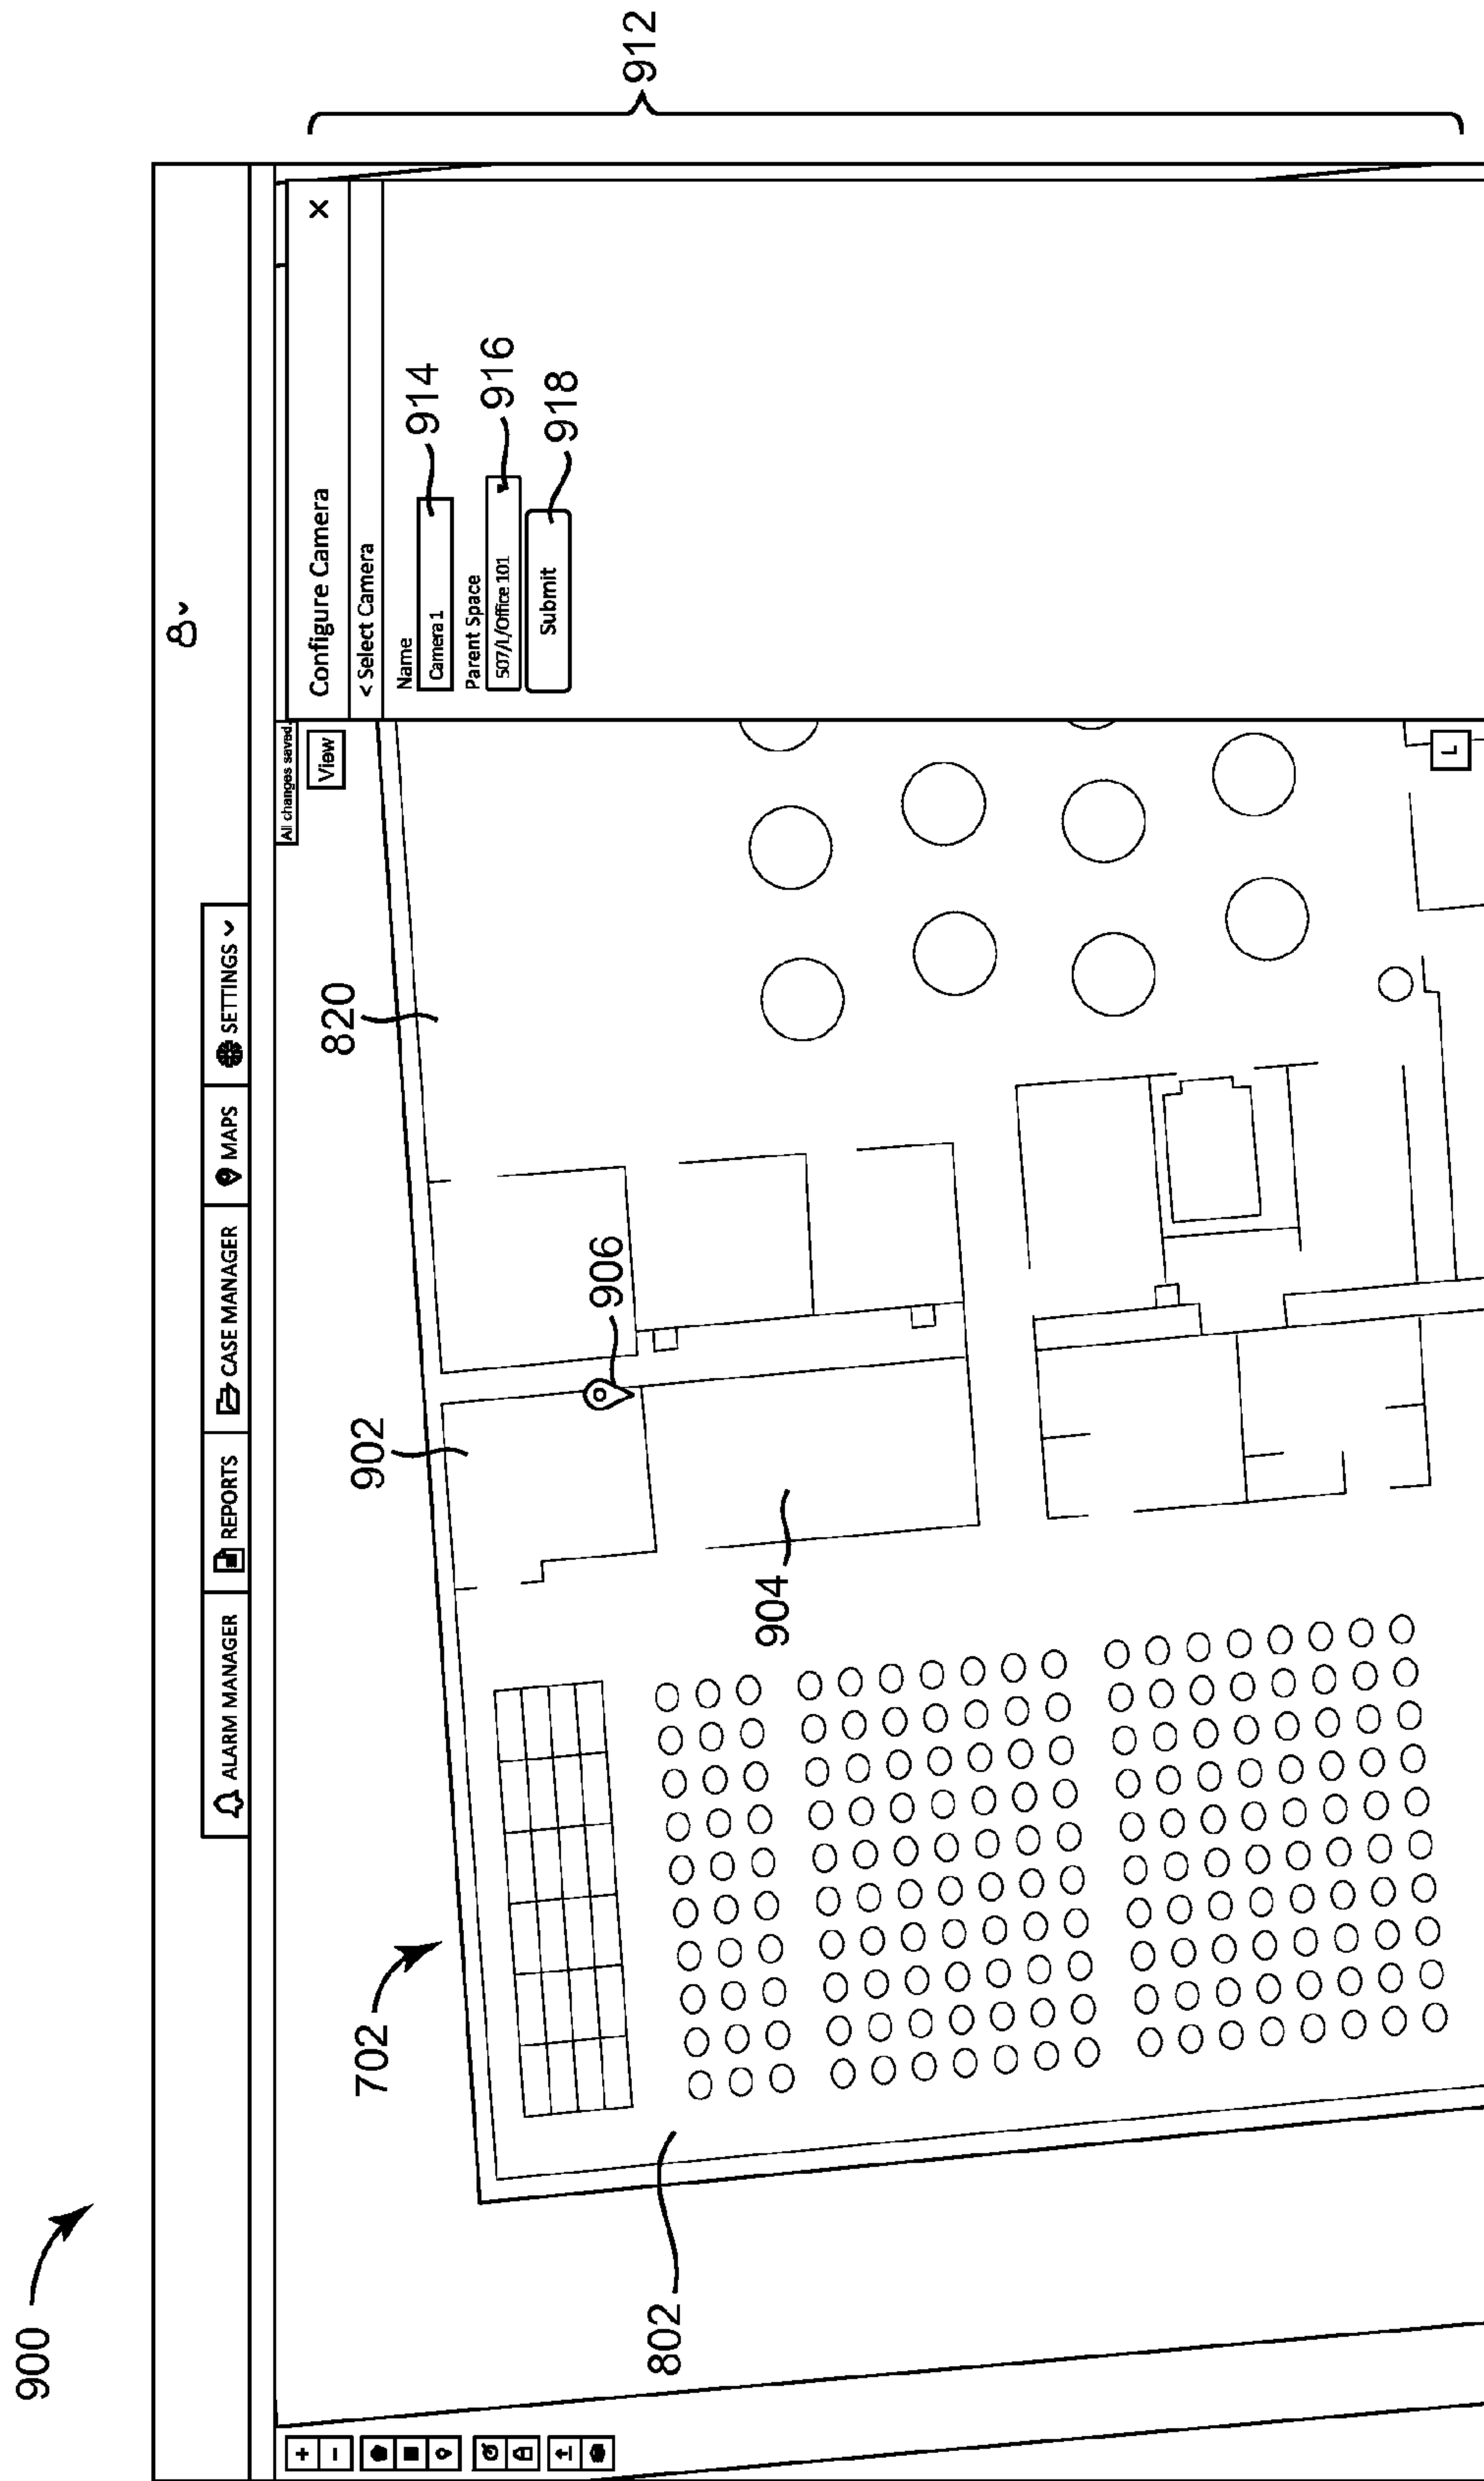 900
ALARM MANAGER
REPORTS
CASE MANAGER
MAPS
SETTINGS
All changes saved.
View
Configure Camera
X
< Select Camera
Name
Camera 1
Parent Space
507/L/Office 101
Submit
914
916
918
912
702
902
820
906
904
802
+
-
L